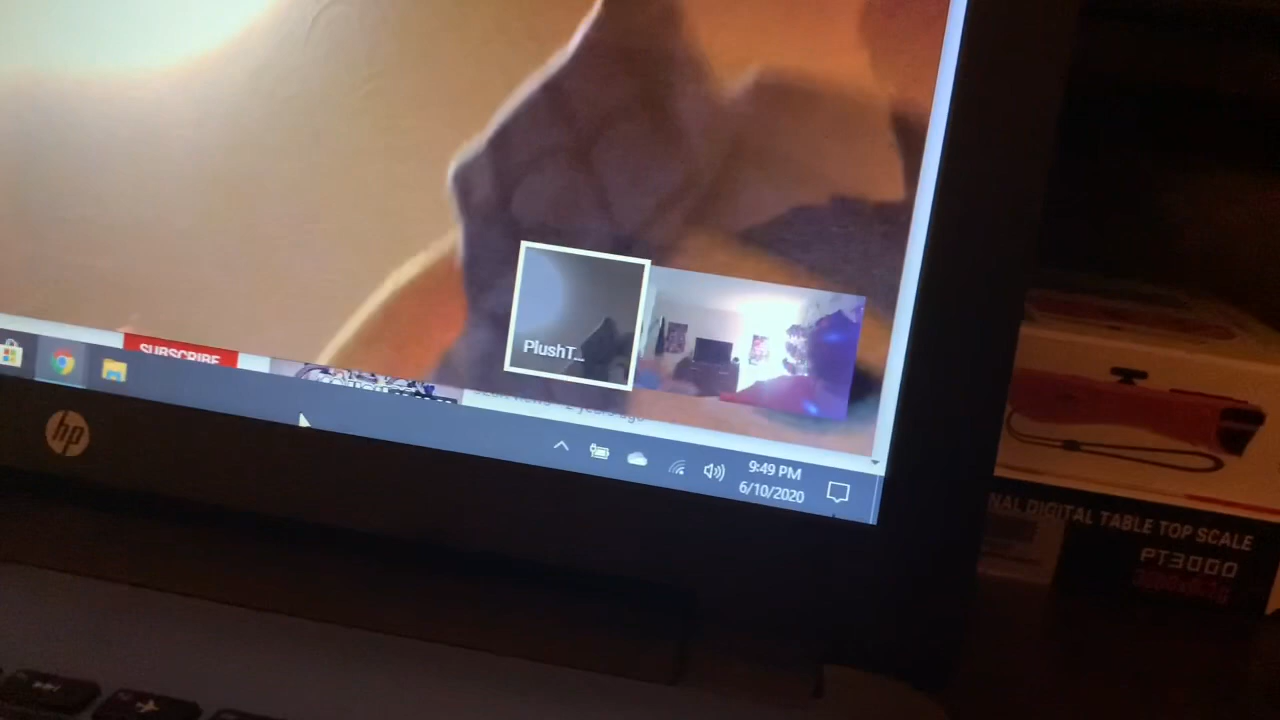 PlushT...
SUBSCRIBE
hp
9:49 PM
6/10/2020
NAL DIGITAL TABLE TOP SCALE
PT3000